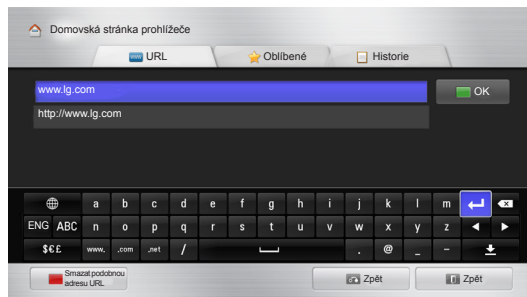 Domovská stránka prohlížeče
www URL
Oblíbené
Historie
www.lg.com
OK
http://www.lg.com
a b c d e f g h i j k l m
ENG ABC n o p q r s t u v w x y z
$€£ www. .com .net / . @ _ -
Smazat podobnou
adresu URL
Zpět
Zpět